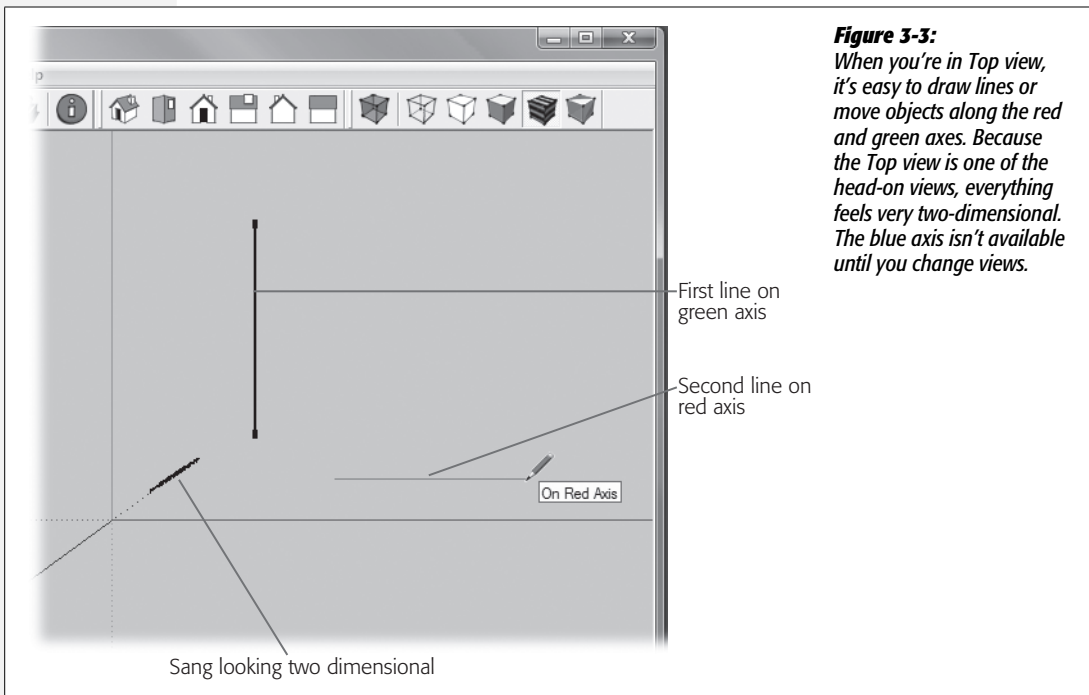 p
Figure 3-3:
When you're in Top view,
it's easy to draw lines or
move objects along the red
and green axes. Because
the Top view is one of the
head-on views, everything
feels very two-dimensional.
The blue axis isn't available
until you change views.
First line on
green axis
Second line on
red axis
On Red Axis
Sang looking two dimensional